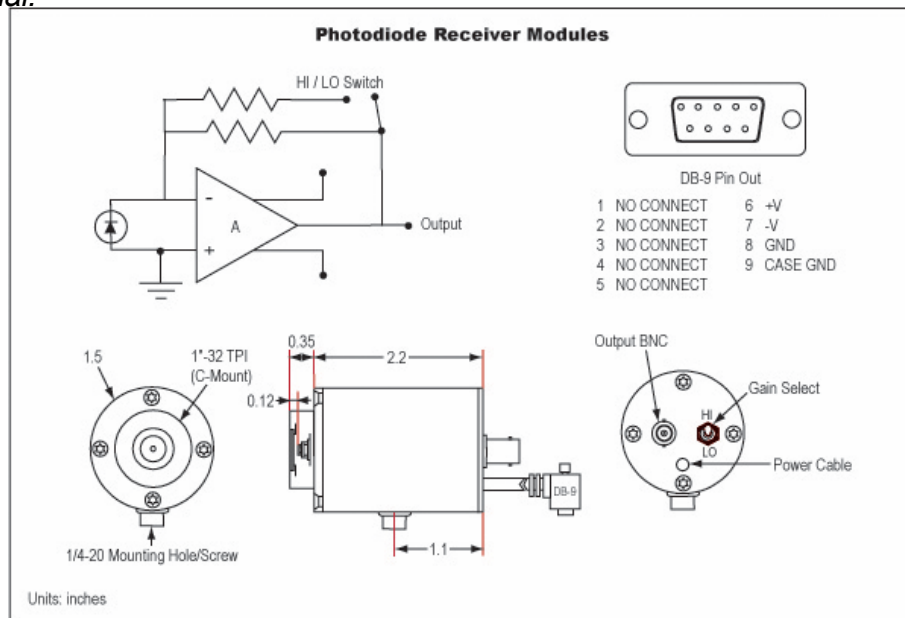 Photodiode Receiver Modules
HI / LO Switch
A
-
+
Output
DB-9 Pin Out
1 NO CONNECT 6 +V
2 NO CONNECT 7 -V
3 NO CONNECT 8 GND
4 NO CONNECT 9 CASE GND
5 NO CONNECT
1.5
1"-32 TPI
(C-Mount)
1/4-20 Mounting Hole/Screw
0.35
2.2
0.12
DB-9
1.1
Output BNC
Gain Select
HI
LO
Power Cable
Units: inches